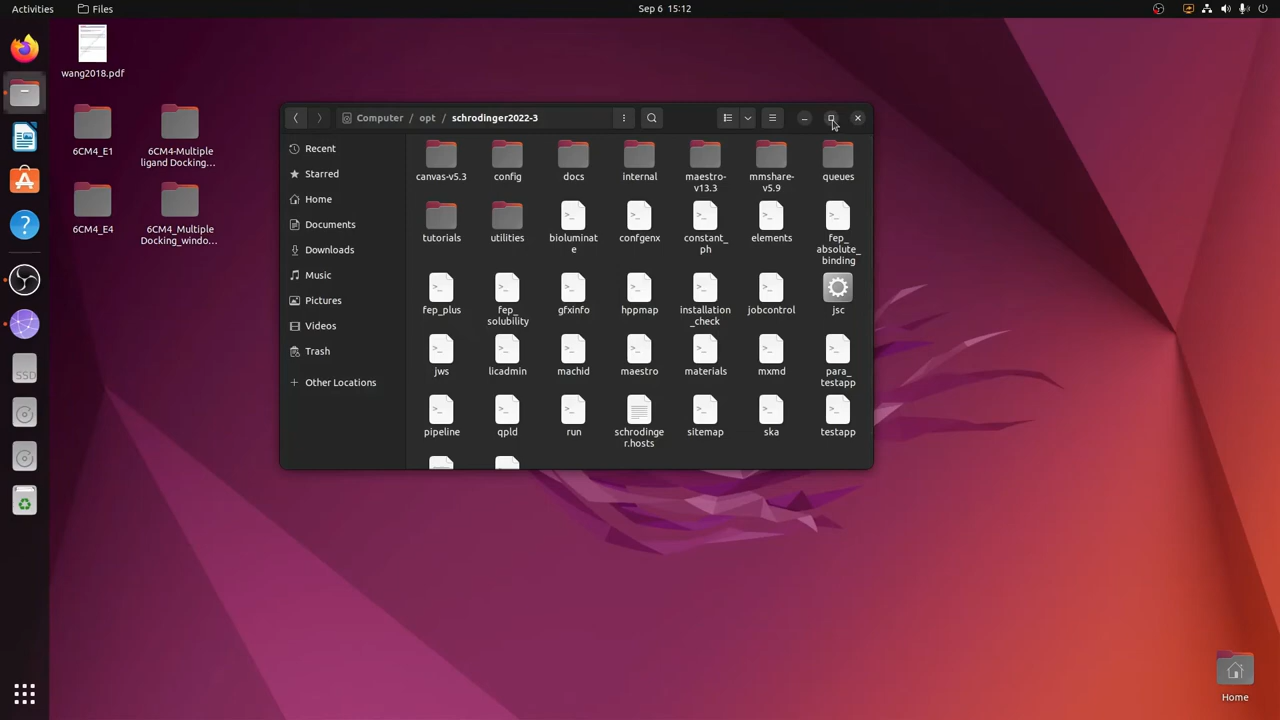 Activities
Files
Sep 6 15:12
wang2018.pdf
6CM4_E1
6CM4-Multiple
ligand Docking...
6CM4_E4
6CM4_Multiple
Docking_windo...
Computer / opt / schrodinger2022-3
Recent
Starred
Home
Documents
Downloads
Music
Pictures
Videos
Trash
Other Locations
canvas-v5.3
config
docs
internal
maestro-
v13.3
mmshare-
v5.9
queues
tutorials
utilities
bioluminat
e
confgenx
constant_
ph
elements
fep_
absolute_
binding
fep_plus
fep_
solubility
gfxinfo
hppmap
installation
_check
jobcontrol
jsc
jws
licadmin
machid
maestro
materials
mxmd
para_
testapp
pipeline
qpld
run
schrodinge
r.hosts
sitemap
ska
testapp
SSD
Home